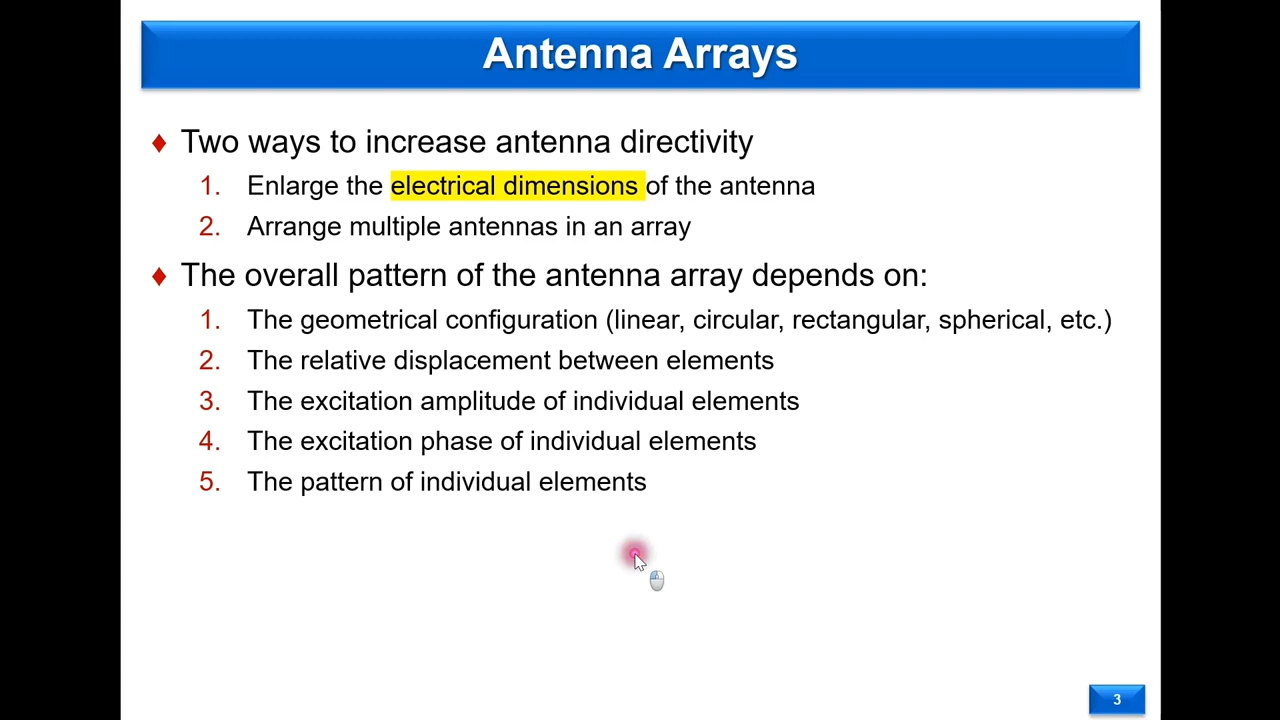 Antenna Arrays
♦ Two ways to increase antenna directivity
1. Enlarge the electrical dimensions of the antenna
2. Arrange multiple antennas in an array
♦ The overall pattern of the antenna array depends on:
1. The geometrical configuration (linear, circular, rectangular, spherical, etc.)
2. The relative displacement between elements
3. The excitation amplitude of individual elements
4. The excitation phase of individual elements
5. The pattern of individual elements
3